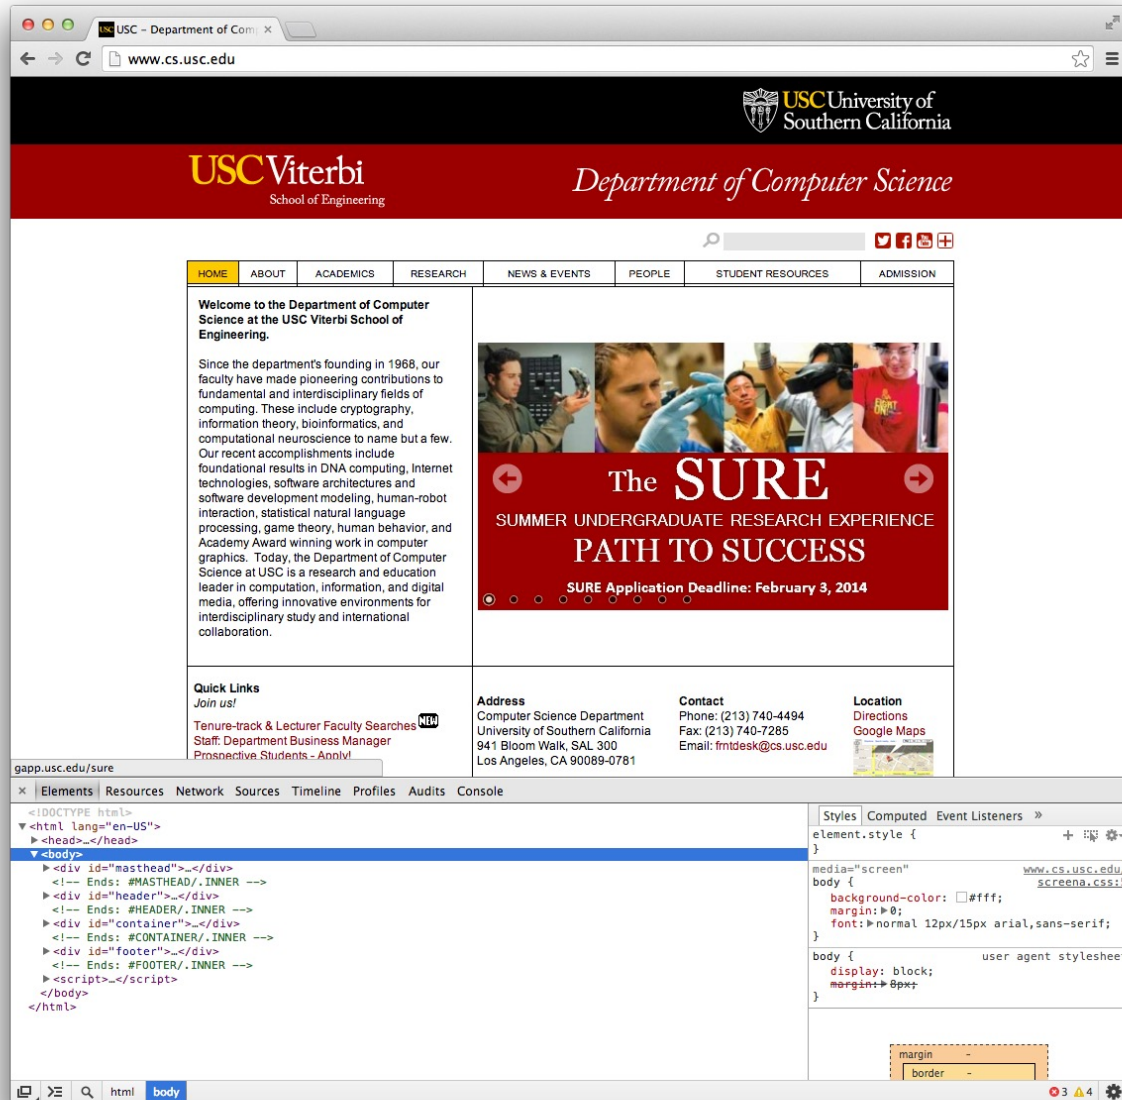 USC – Department of Com
www.cs.usc.edu
USC University of
Southern California
USC Viterbi
School of Engineering
Department of Computer Science
HOME ABOUT ACADEMICS RESEARCH NEWS & EVENTS PEOPLE STUDENT RESOURCES ADMISSION
Welcome to the Department of Computer
Science at the USC Viterbi School of
Engineering.
Since the department's founding in 1968, our
faculty have made pioneering contributions to
fundamental and interdisciplinary fields of
computing. These include cryptography,
information theory, bioinformatics, and
computational neuroscience to name but a few.
Our recent accomplishments include
foundational results in DNA computing, Internet
technologies, software architectures and
software development modeling, human-robot
interaction, statistical natural language
processing, game theory, human behavior, and
Academy Award winning work in computer
graphics. Today, the Department of Computer
Science at USC is a research and education
leader in computation, information, and digital
media, offering innovative environments for
interdisciplinary study and international
collaboration.
FIGHT
ON!
The SURE
SUMMER UNDERGRADUATE RESEARCH EXPERIENCE
PATH TO SUCCESS
SURE Application Deadline: February 3, 2014
Quick Links
Join us!
Tenure-track & Lecturer Faculty Searches NEW
Staff: Department Business Manager
Prospective Students - Apply!
Address
Computer Science Department
University of Southern California
941 Bloom Walk, SAL 300
Los Angeles, CA 90089-0781
Contact
Phone: (213) 740-4494
Fax: (213) 740-7285
Email: frntdesk@cs.usc.edu
Location
Directions
Google Maps
gapp.usc.edu/sure
× Elements Resources Network Sources Timeline Profiles Audits Console
<!DOCTYPE html>
<html lang="en-US">
<head>…</head>
<body>
<div id="masthead">…</div>
<!-- Ends: #MASTHEAD/.INNER -->
<div id="header">…</div>
<!-- Ends: #HEADER/.INNER -->
<div id="container">…</div>
<!-- Ends: #CONTAINER/.INNER -->
<div id="footer">…</div>
<!-- Ends: #FOOTER/.INNER -->
<script>…</script>
</body>
</html>
Styles Computed Event Listeners »
element.style {
}
media="screen" www.cs.usc.edu/
body { screena.css:
background-color: #fff;
margin: 0;
font: normal 12px/15px arial,sans-serif;
}
body { user agent stylesheet
display: block;
margin: 8px;
}
margin -
border -
html body
3 4